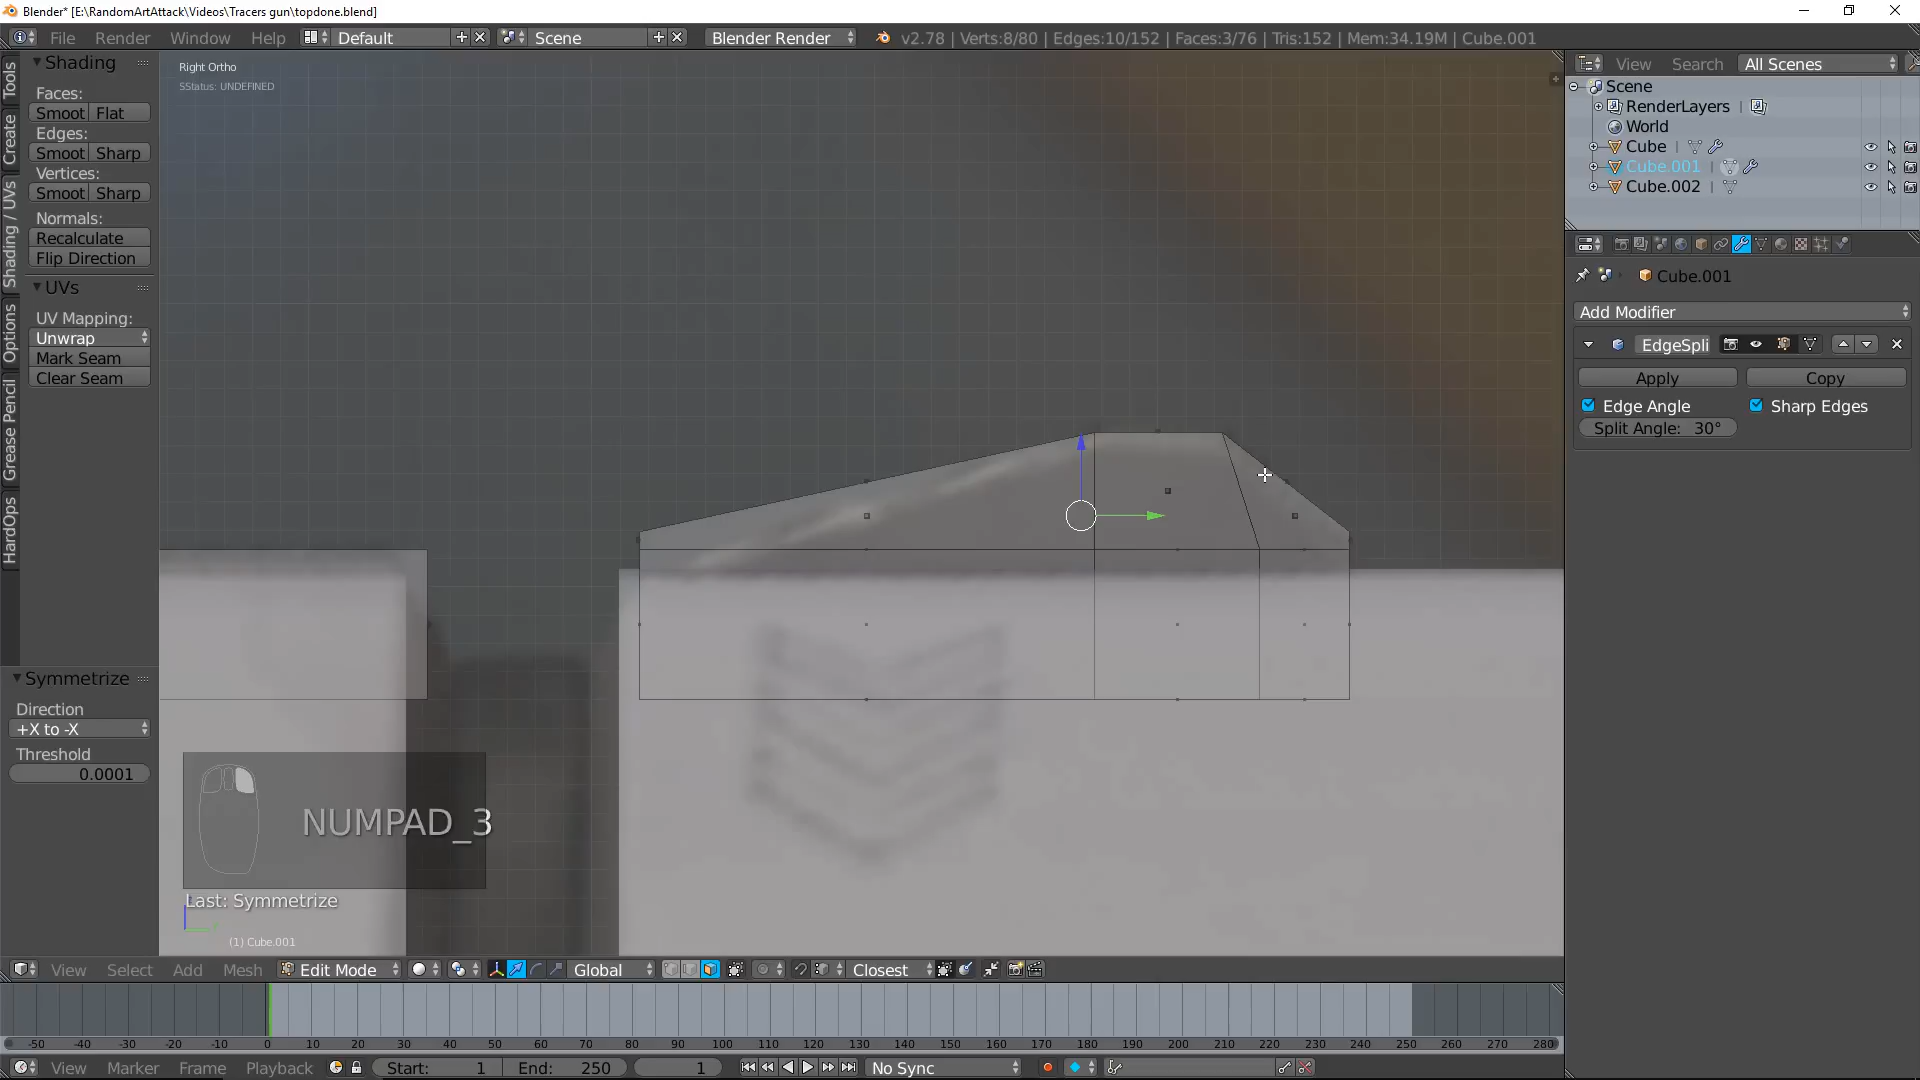 Blender* [E:\RandomArtAttack\Videos\Tracers gun\topdone.blend]
File Render Window Help Default Scene Blender Render v2.78 | Verts:8/80 | Edges:10/152 | Faces:3/76 | Tris:152 | Mem:34.19M | Cube.001
Tools
Create
Shading / UVs
Options
Grease Pencil
HardOps
Shading
Faces:
Smoot Flat
Edges:
Smoot Sharp
Vertices:
Smoot Sharp
Normals:
Recalculate
Flip Direction
UVs
UV Mapping:
Unwrap
Mark Seam
Clear Seam
Symmetrize
Direction
+X to -X
Threshold
0.0001
Right Ortho
SStatus: UNDEFINED
NUMPAD_3
Last: Symmetrize
(1) Cube.001
View Search All Scenes
Scene
RenderLayers
World
Cube
Cube.001
Cube.002
Cube.001
Add Modifier
EdgeSpli
Apply Copy
Edge Angle Sharp Edges
Split Angle: 30°
View Select Add Mesh Edit Mode Global Closest
-50 -40 -30 -20 -10 0 10 20 30 40 50 60 70 80 90 100 110 120 130 140 150 160 170 180 190 200 210 220 230 240 250 260 270 280
View Marker Frame Playback Start: 1 End: 250 1 No Sync